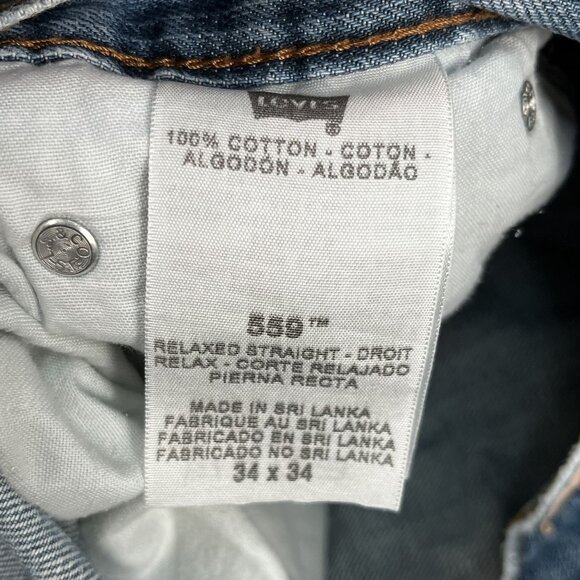 LEVI'S
®
100% COTTON - COTON -
ALGODÓN - ALGODÃO
559™
RELAXED STRAIGHT - DROIT
RELAX - CORTE RELAJADO
PIERNA RECTA
MADE IN SRI LANKA
FABRIQUE AU SRI LANKA
FABRICADO EN SRI LANKA
FABRICADO NO SRI LANKA
34 x 34